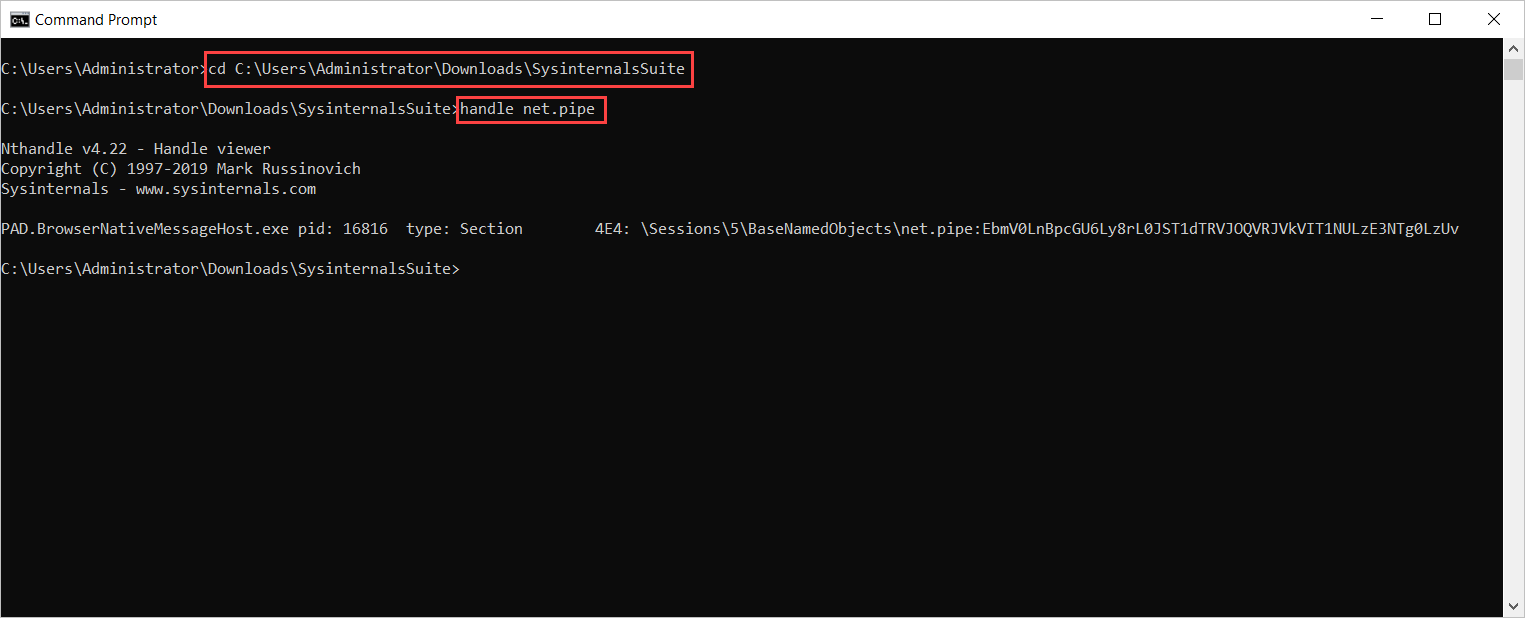 Command Prompt
C:\Users\Administrator>cd C:\Users\Administrator\Downloads\SysinternalsSuite
C:\Users\Administrator\Downloads\SysinternalsSuite>handle net.pipe
Nthandle v4.22 - Handle viewer
Copyright (C) 1997-2019 Mark Russinovich
Sysinternals - www.sysinternals.com
PAD.BrowserNativeMessageHost.exe pid: 16816  type: Section        4E4: \Sessions\5\BaseNamedObjects\net.pipe:EbmV0LnBpcGU6Ly8rL0JST1dTRVJOQVRJVkVIT1NULzE3NTg0LzUv
C:\Users\Administrator\Downloads\SysinternalsSuite>